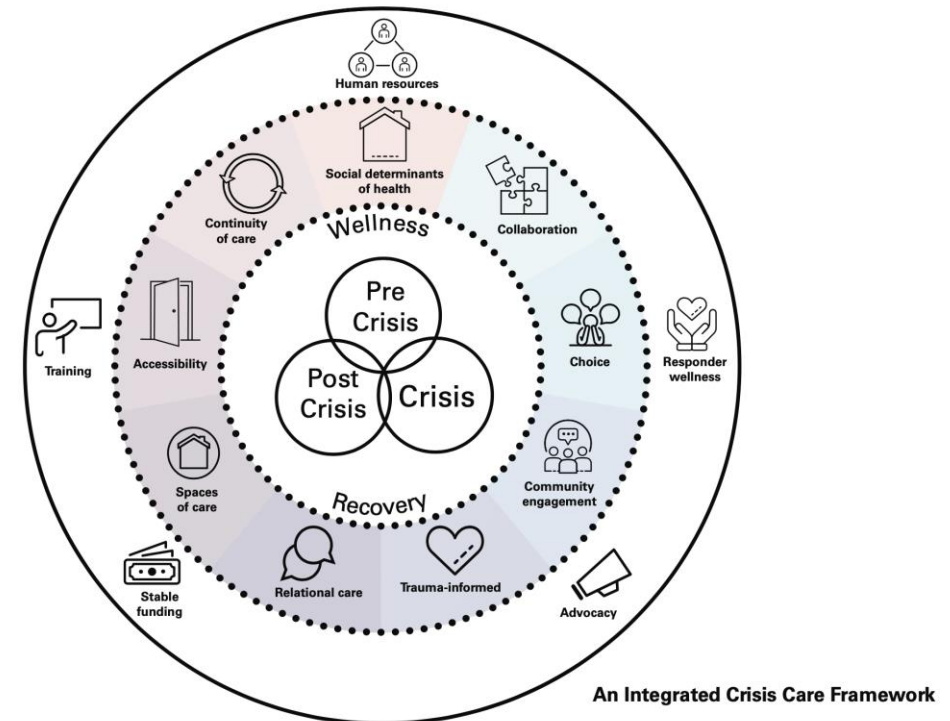 Human resources
Social determinants
of health
Collaboration
Choice
Community
engagement
Trauma-informed
Relational care
Spaces
of care
Accessibility
Continuity
of care
Wellness
Pre
Crisis
Post
Crisis
Crisis
Recovery
Training
Responder
wellness
Stable
funding
Advocacy
An Integrated Crisis Care Framework